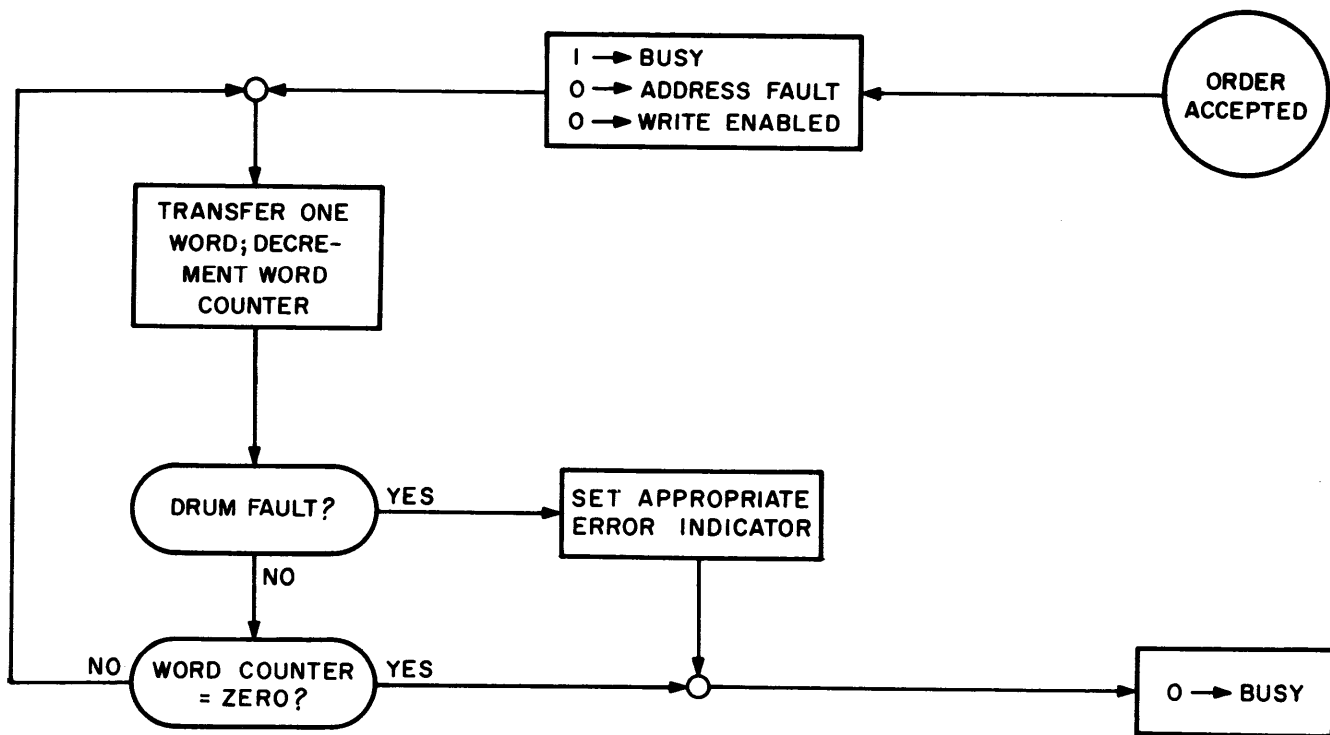 ORDER
ACCEPTED
1 → BUSY
0 → ADDRESS FAULT
0 → WRITE ENABLED
TRANSFER ONE
WORD; DECRE-
MENT WORD
COUNTER
DRUM FAULT?
YES
SET APPROPRIATE
ERROR INDICATOR
NO
NO
WORD COUNTER
= ZERO?
YES
0 → BUSY